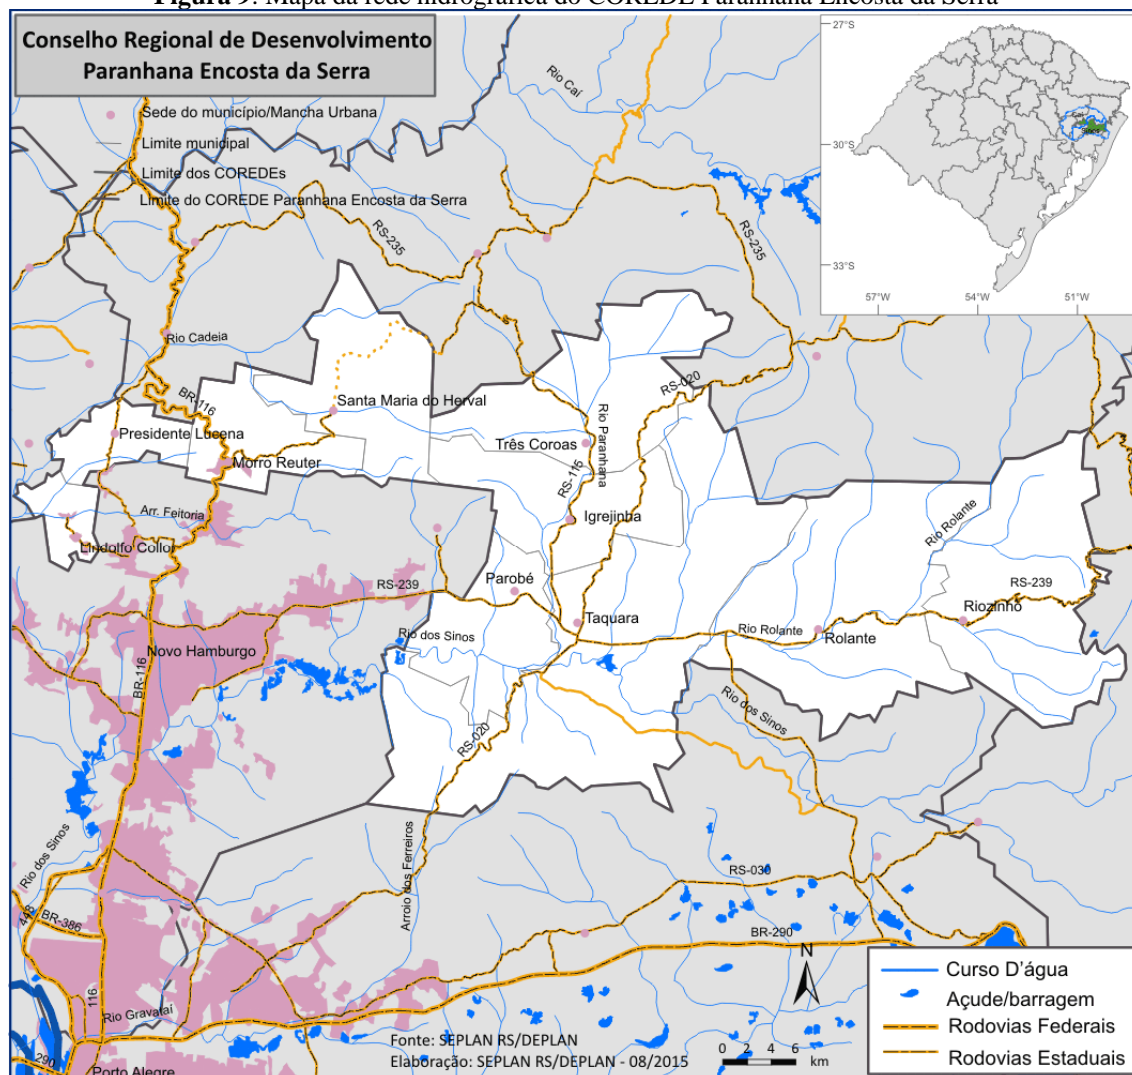 Figura 9: Mapa da rede hidrográfica do COREDE Paranhana Encosta da Serra
Conselho Regional de Desenvolvimento
Paranhana Encosta da Serra
Sede do município/Mancha Urbana
Limite municipal
Limite dos COREDEs
Limite do COREDE Paranhana Encosta da Serra
27°S
30°S
33°S
57°W
54°W
51°W
Caí
Sinos
Rio Caí
RS-235
RS-235
Rio Cadeia
BR-116
RS-020
Santa Maria do Herval
Presidente Lucena
Três Coroas
Rio Paranhana
Morro Reuter
RS-115
Arr. Feitoria
Igrejinha
Rio Rolante
Lindolfo Collor
Parobé
RS-239
RS-239
Riozinho
Taquara
Rio Rolante
Rolante
Rio dos Sinos
Novo Hamburgo
BR-116
Rio dos Sinos
RS-020
Rio dos Sinos
Arroio dos Ferreiros
RS-030
448
BR-386
BR-290
116
Rio Gravataí
290
Porto Alegre
N
Fonte: SEPLAN RS/DEPLAN
Elaboração: SEPLAN RS/DEPLAN - 08/2015
0 2 4 6
km
Curso D'água
Açude/barragem
Rodovias Federais
Rodovias Estaduais